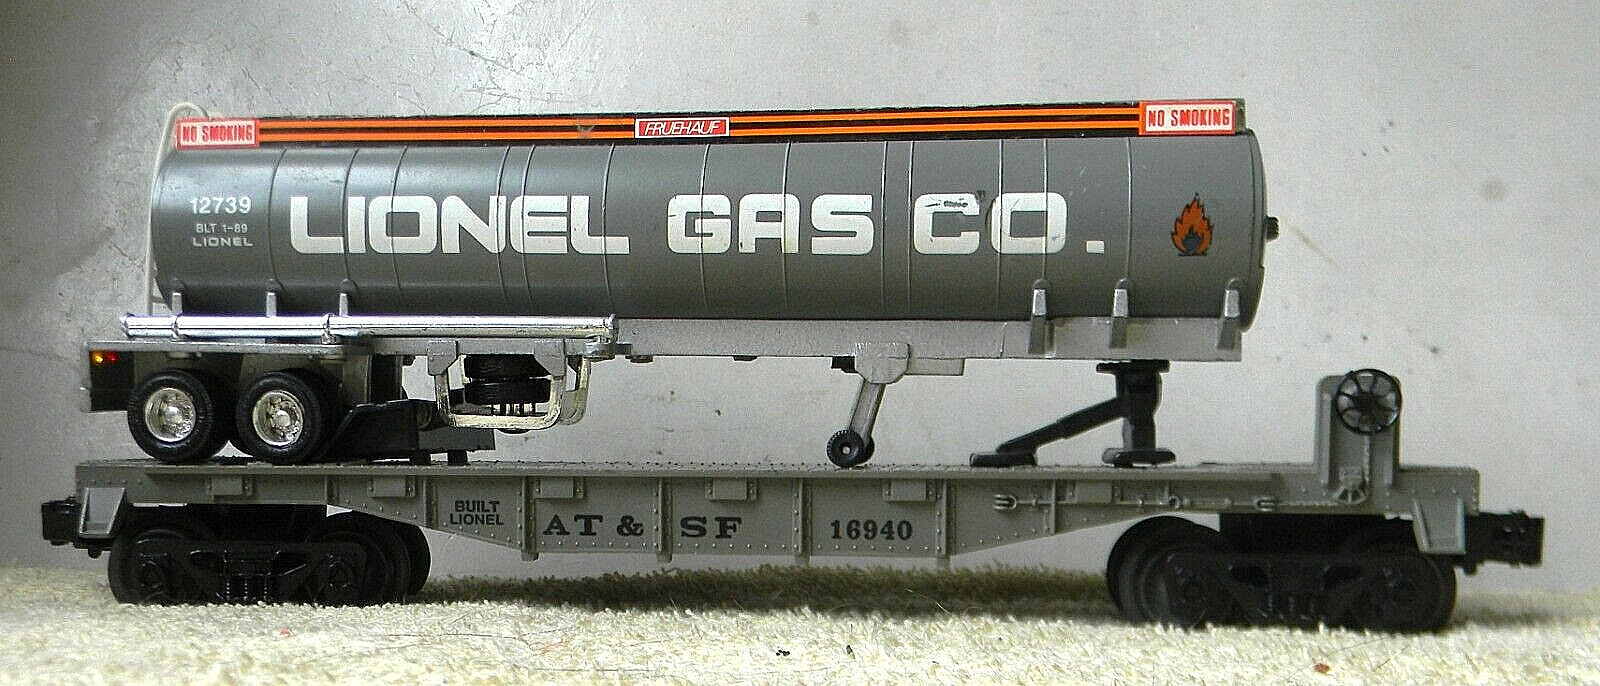 NO SMOKING
FRUEHAUF
NO SMOKING
12739
BLT 1-89
LIONEL
LIONEL GAS CO.
BUILT
LIONEL
AT & SF
16940